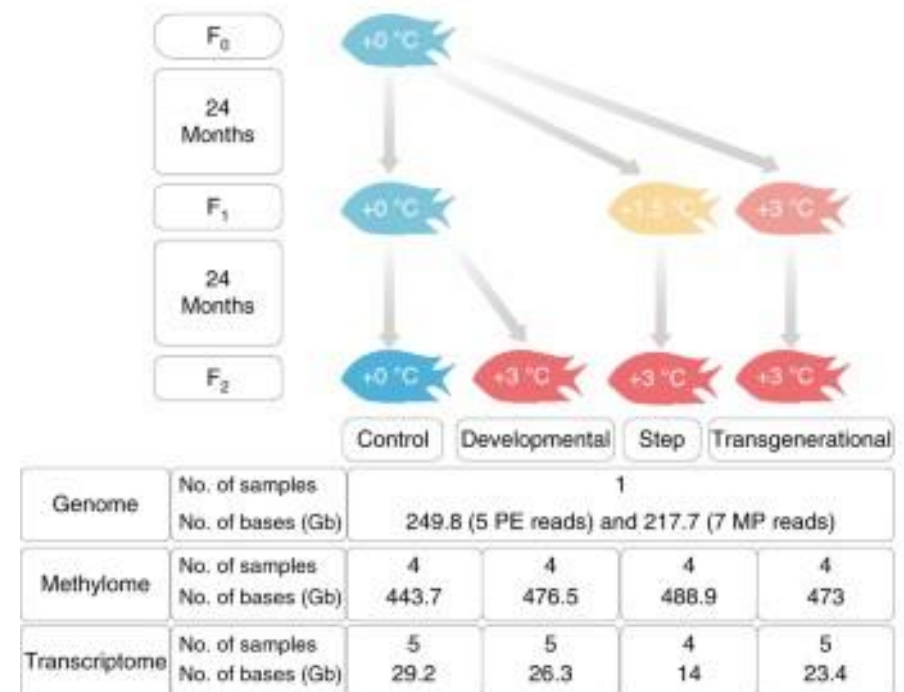 F₀
+0 °C
24
Months
F₁
+0 °C
+1.5 °C
+3 °C
24
Months
F₂
+0 °C
+3 °C
+3 °C
+3 °C
Control
Developmental
Step
Transgenerational
Genome
No. of samples
1
No. of bases (Gb)
249.8 (5 PE reads) and 217.7 (7 MP reads)
Methylome
No. of samples
4
4
4
4
No. of bases (Gb)
443.7
476.5
488.9
473
Transcriptome
No. of samples
5
5
4
5
No. of bases (Gb)
29.2
26.3
14
23.4